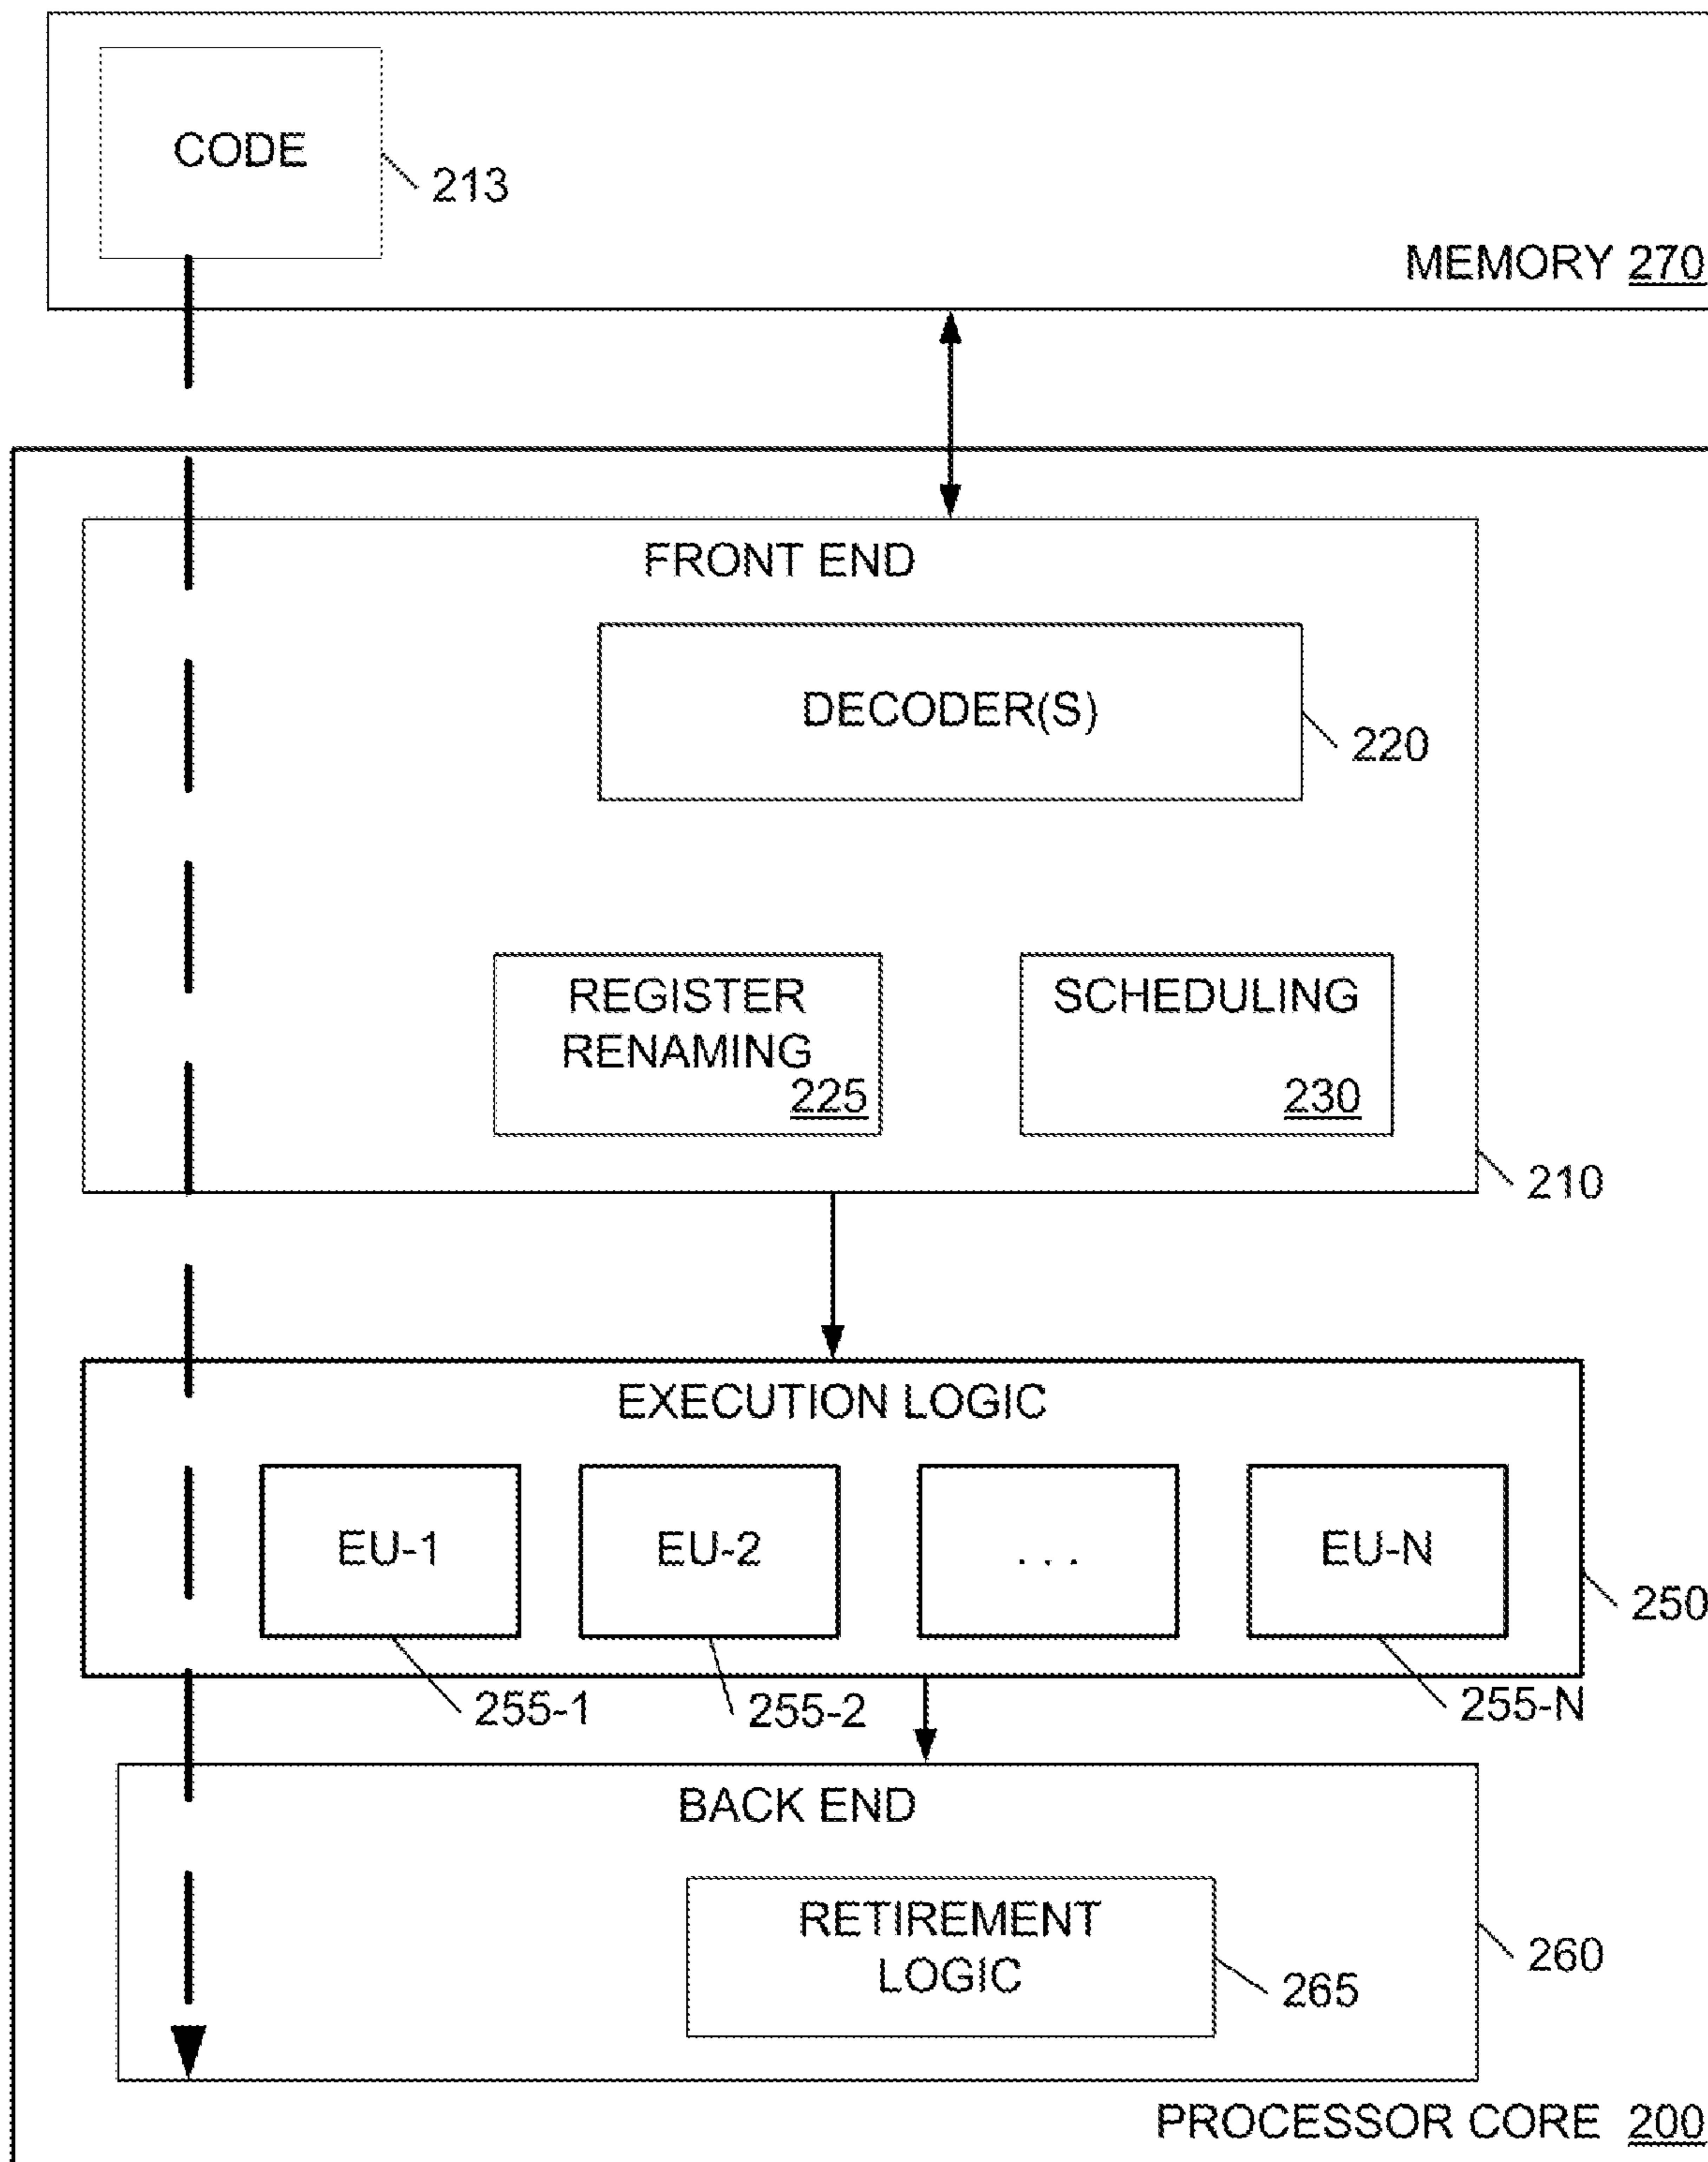 CODE
213
MEMORY 270
FRONT END
DECODER(S)
220
REGISTER
RENAMING
225
SCHEDULING
230
210
EXECUTION LOGIC
EU-1
EU-2
. . .
EU-N
250
255-1
255-2
255-N
BACK END
RETIREMENT
LOGIC
265
260
PROCESSOR CORE 200